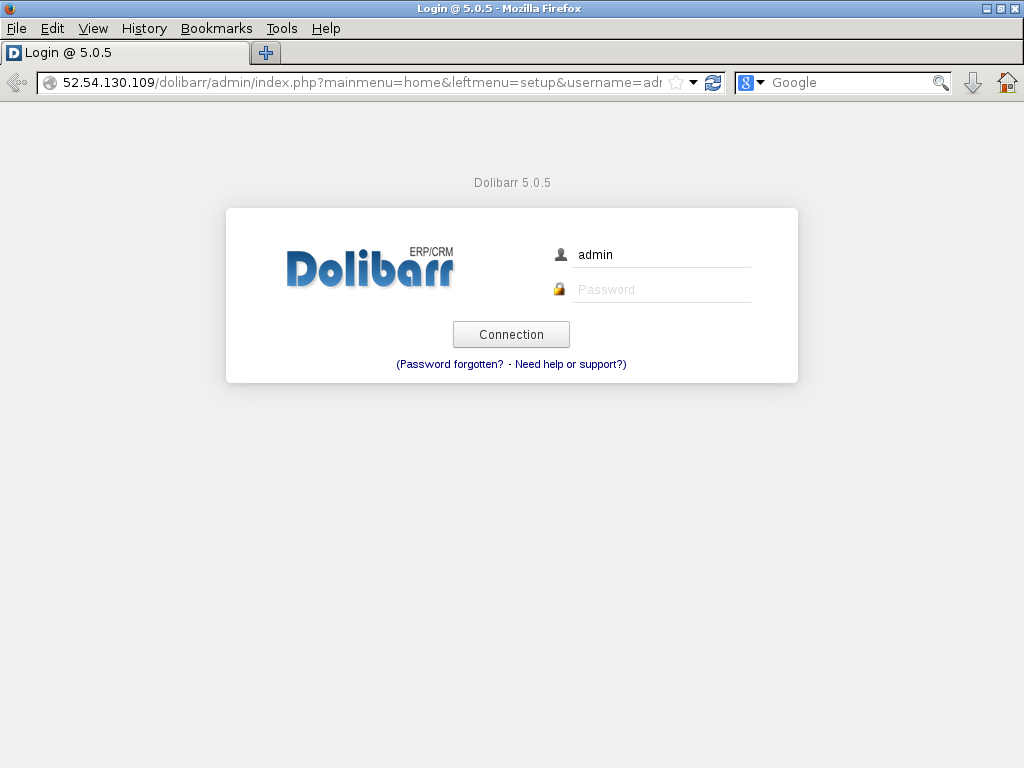 Login @ 5.0.5 - Mozilla Firefox
File Edit View History Bookmarks Tools Help
Login @ 5.0.5
52.54.130.109/dolibarr/admin/index.php?mainmenu=home&leftmenu=setup&username=adr
Google
Dolibarr 5.0.5
ERP/CRM
Dolibarr
admin
Password
Connection
(Password forgotten? - Need help or support?)